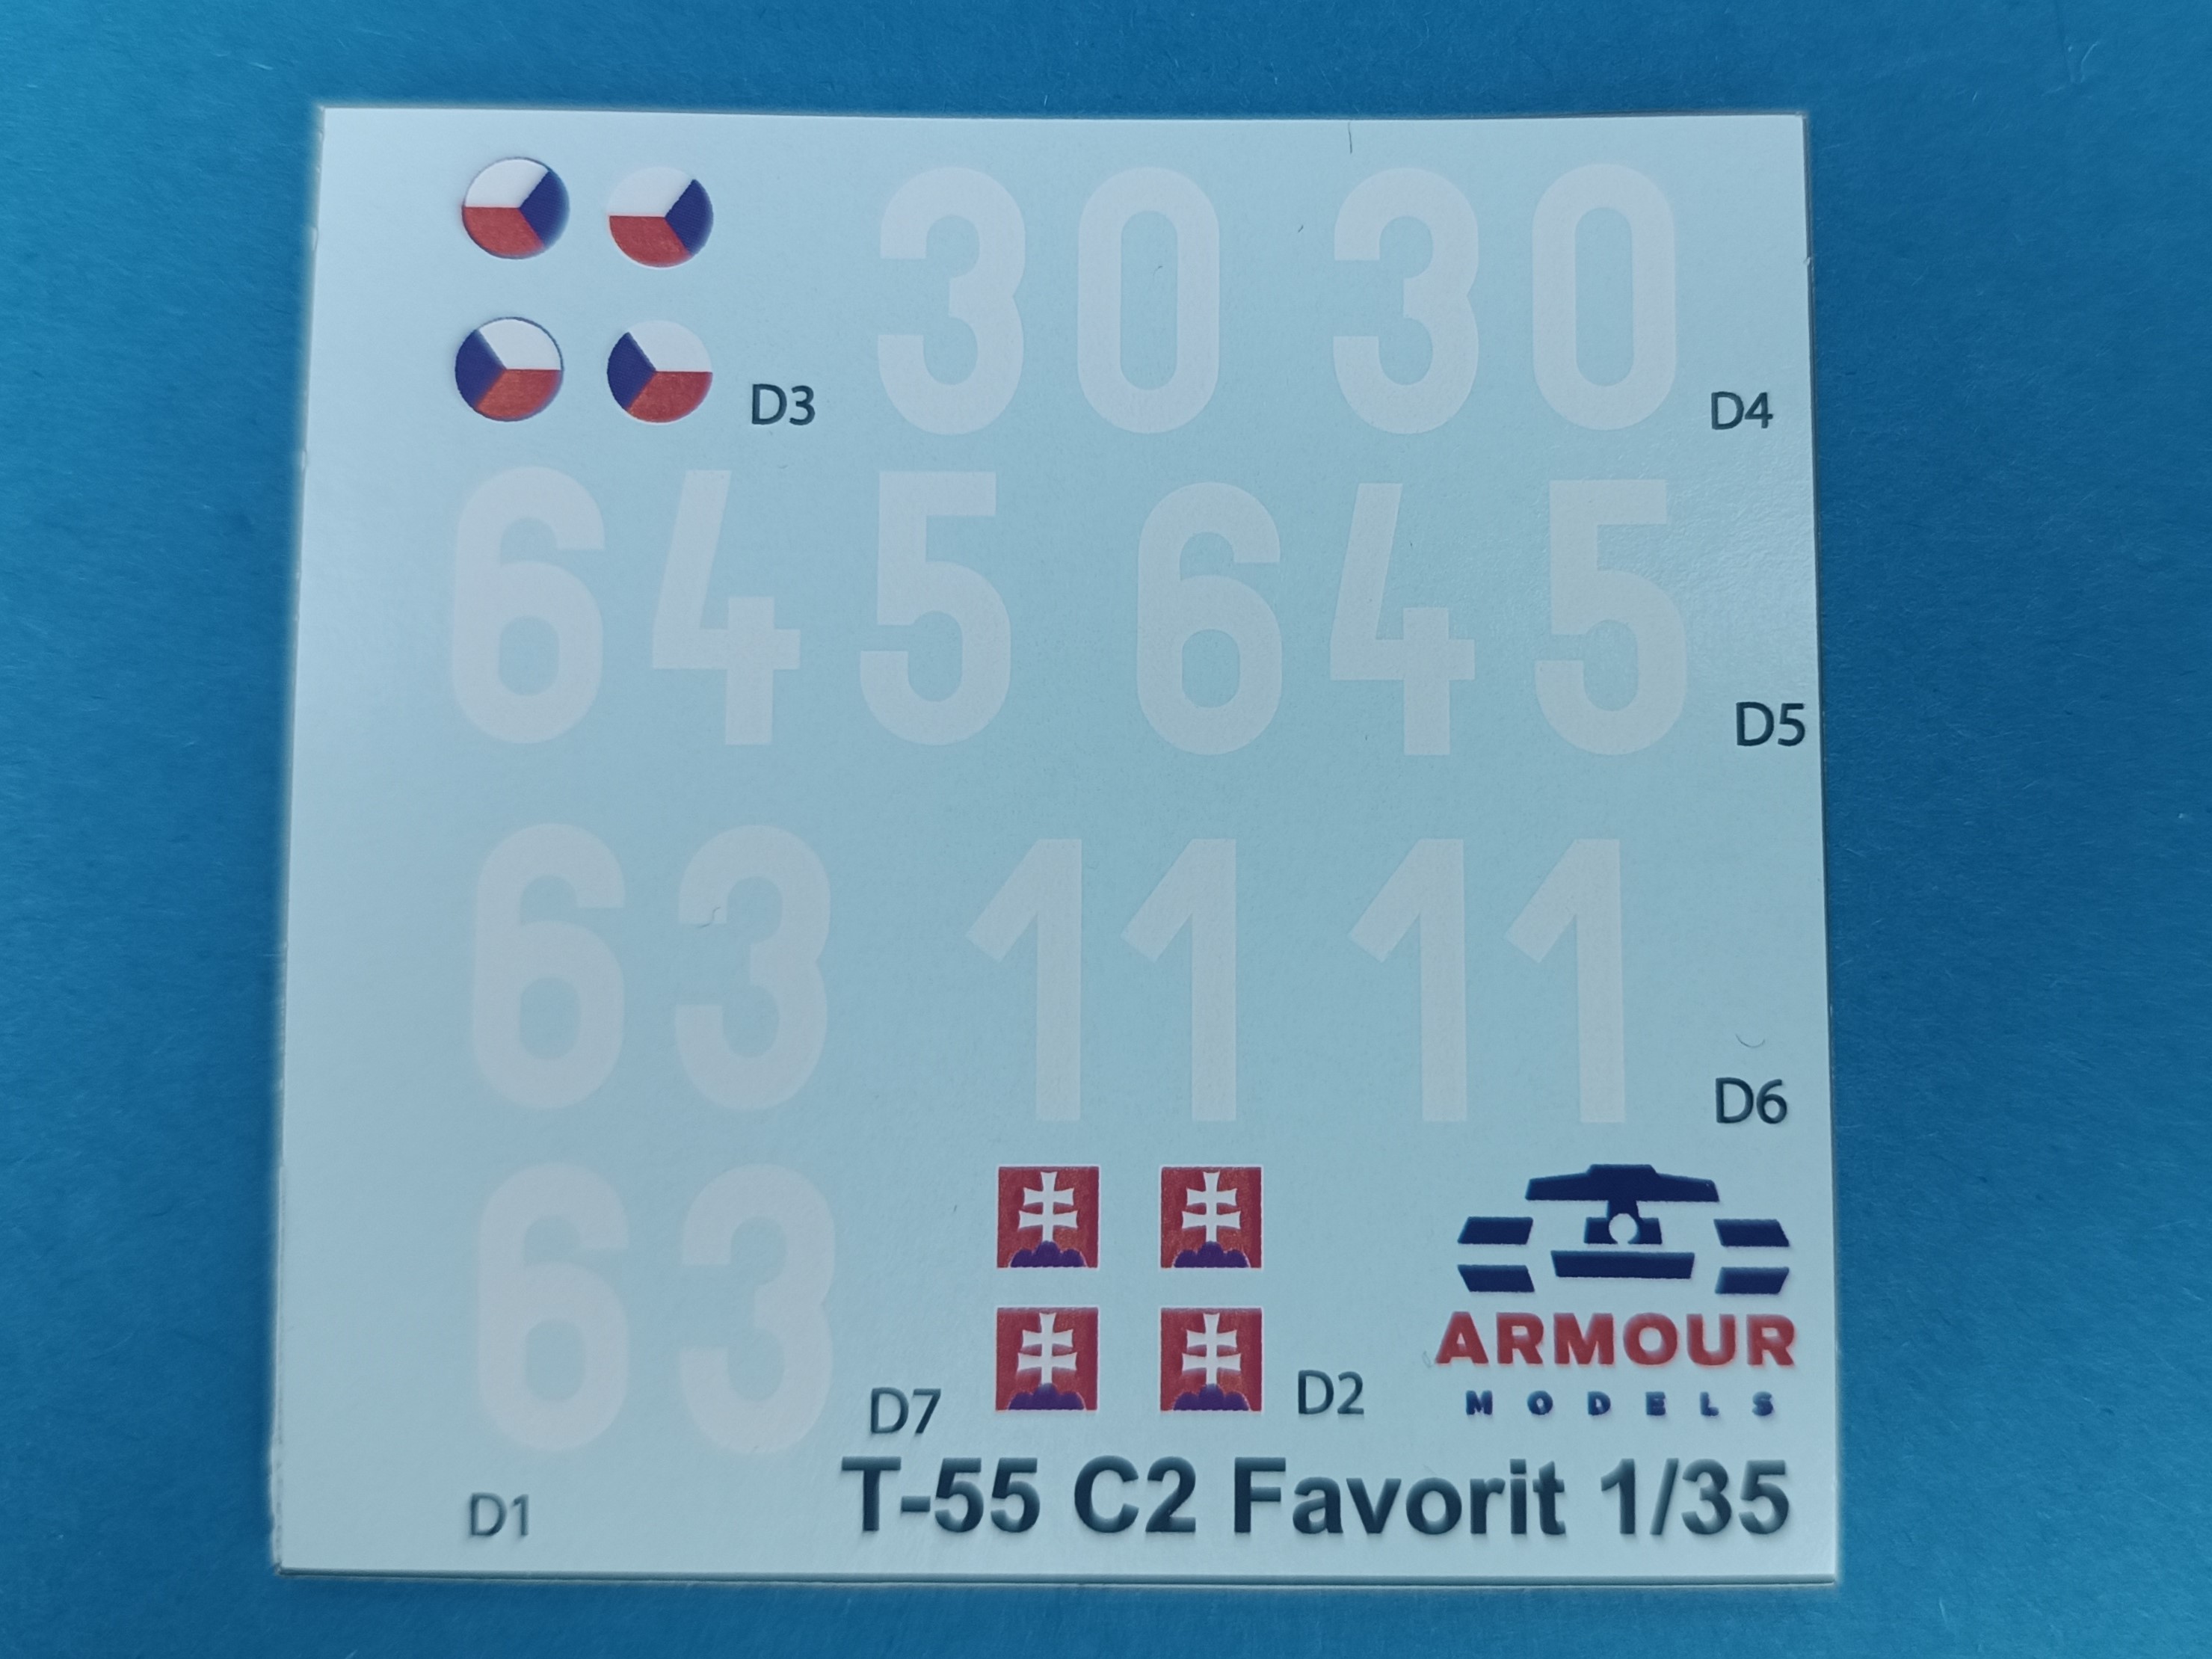 30 30
D3
D4
645 645
D5
63 11 11
D6
63
D7
D2
ARMOUR
MODELS
T-55 C2 Favorit 1/35
D1